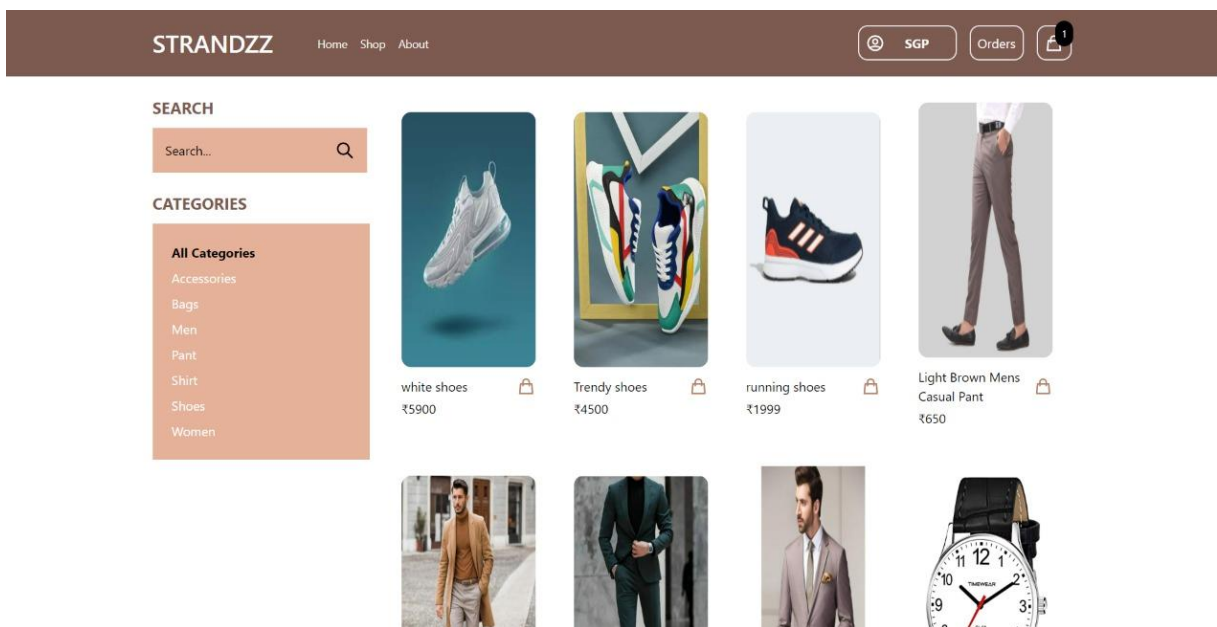 STRANDZZ
Home Shop About
SGP
Orders
1
SEARCH
Search...
CATEGORIES
All Categories
Accessories
Bags
Men
Pant
Shirt
Shoes
Women
white shoes
₹5900
Trendy shoes
₹4500
running shoes
₹1999
Light Brown Mens
Casual Pant
₹650
11 12 1
10 TIMEWEAR 2
9 3